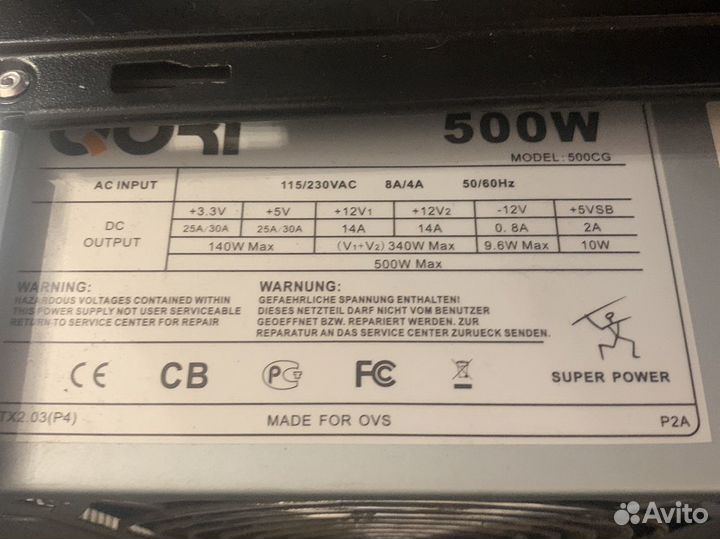 500W
MODEL: 500CG
AC INPUT 115/230VAC 8A/4A 50/60Hz
DC OUTPUT +3.3V +5V +12V1 +12V2 -12V +5VSB
25A/30A 25A/30A 14A 14A 0.8A 2A
140W Max (V1+V2) 340W Max 9.6W Max 10W
500W Max
WARNING:
HAZARDOUS VOLTAGES CONTAINED WITHIN
THIS POWER SUPPLY NOT USER SERVICEABLE
RETURN TO SERVICE CENTER FOR REPAIR
WARNUNG:
GEFAEHRLICHE SPANNUNG ENTHALTEN!
DIESES NETZTEIL DARF NICHT VOM BENUTZER
GEOEFFNET BZW. REPARIERT WERDEN. ZUR
REPARATUR AN DAS SERVICE CENTER ZURUECK SENDEN.
CE CB PG FC
SUPER POWER
TX2.03(P4) MADE FOR OVS P2A
Avito